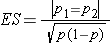 ES = |p₁=p₂| / √p(1−p)